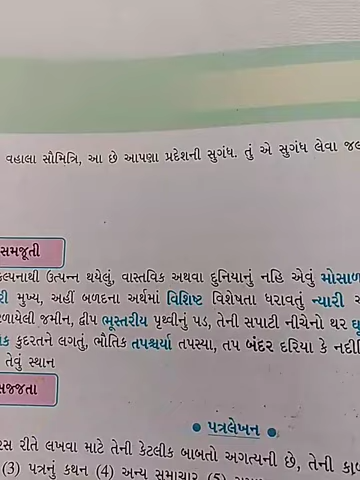 વહાલા સૌમિત્રિ, આ છે આપણા પ્રદેશની સુગંધ. તું એ સુગંધ લેવા
સમજૂતી
કલ્પનાથી ઉત્પન્ન થયેલું, વાસ્તવિક અથવા દુનિયાનું નહિ એવું મોસાળ
મુખ્ય, અહીં બળદના અર્થમાં વિશિષ્ટ વિશેષતા ધરાવતું ન્યારી
જમીન, દ્વીપ ભૂસ્તરીય પૃથ્વીનું પડ, તેની સપાટી નીચેનો થર
કુદરતને લગતું, ભૌતિક તપશ્ચર્યા તપસ્યા, તપ બંદર દરિયા કે
તેવું સ્થાન
સજ્જતા
• પત્રલેખન •
રીતે લખવા માટે તેની કેટલીક બાબતો અગત્યની છે, તેની
(3) પત્રનું કથન (4) અન્ય સમાચાર (5)